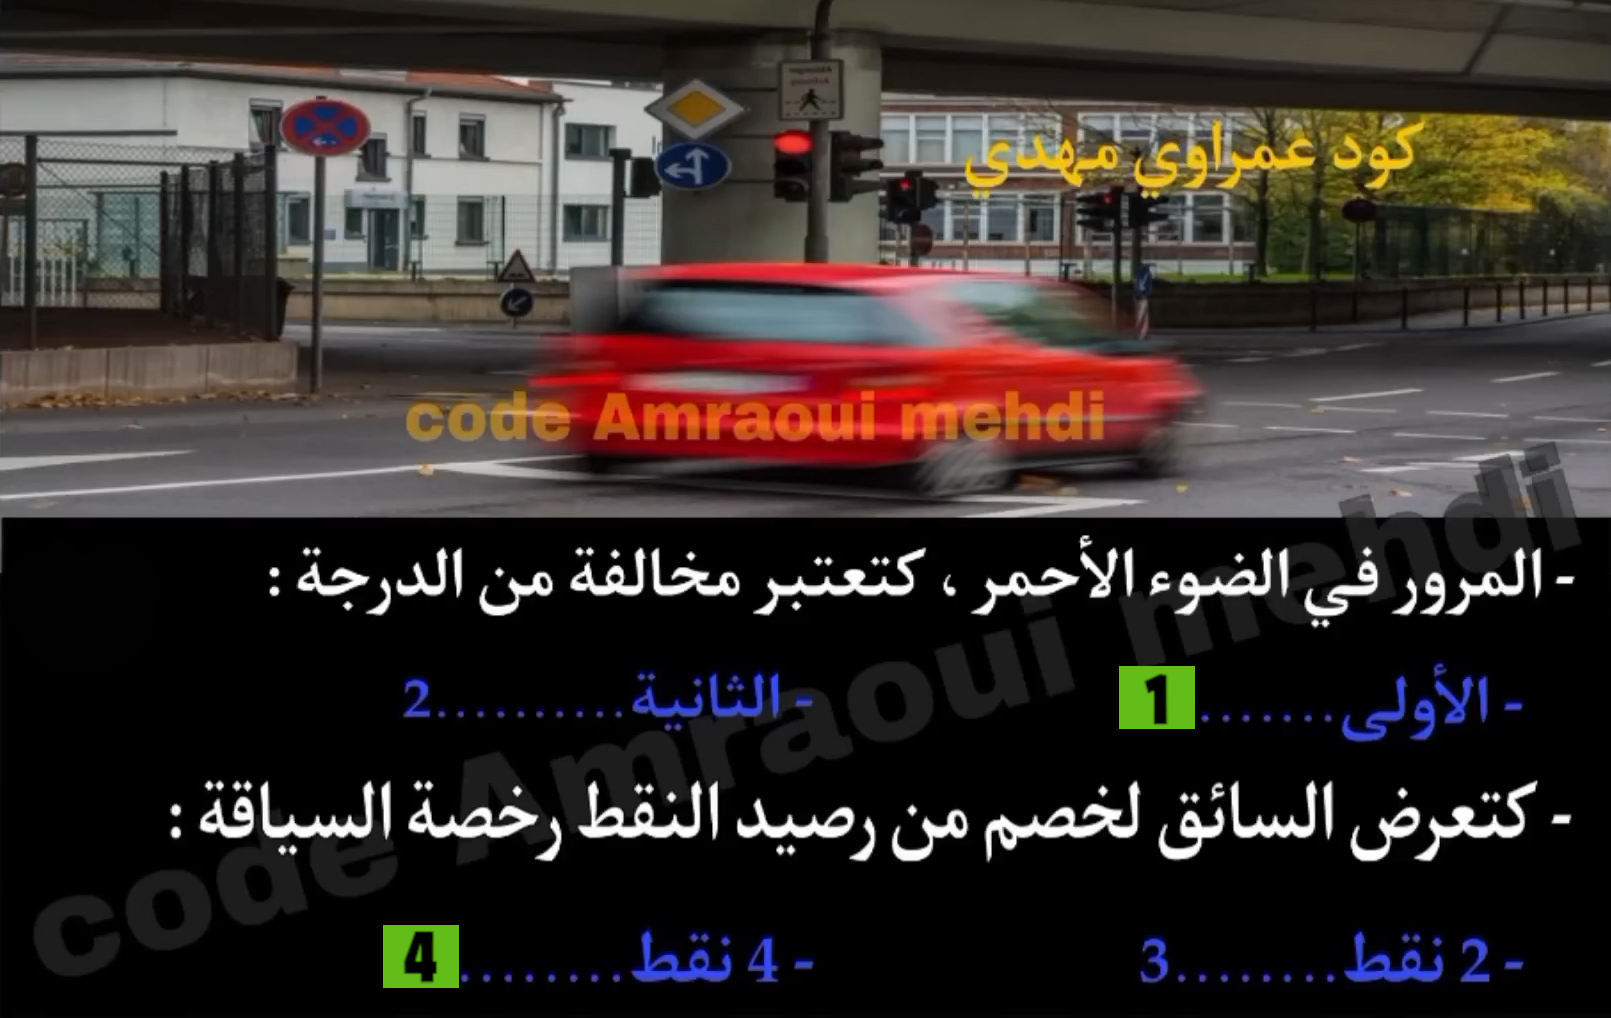 كود عمراوي مهدي
code Amraoui mehdi
- المرور في الضوء الأحمر ، كتعتبر مخالفة من الدرجة :
- الأولى.......1 - الثانية..........2
- كتعرض السائق لخصم من رصيد النقط رخصة السياقة :
- 2 نقط........3 - 4 نقط........4
code Amraoui mehdi